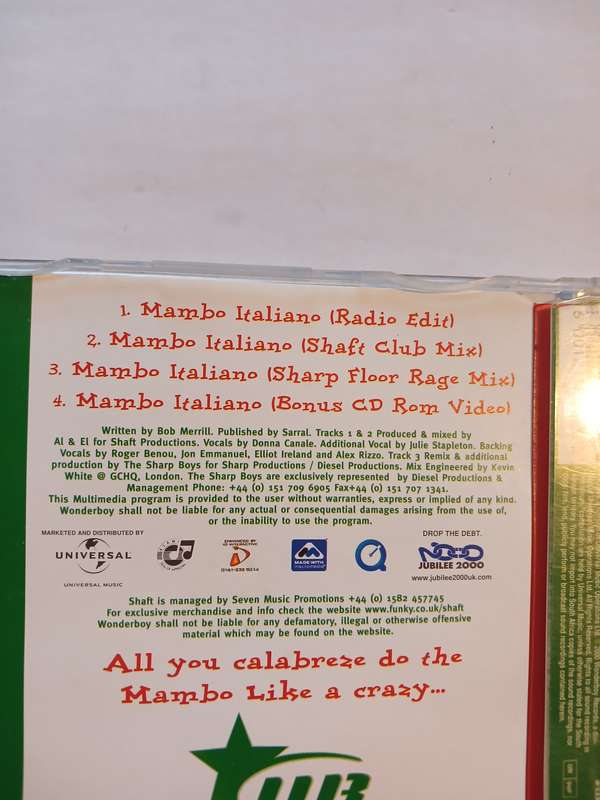 1. Mambo Italiano (Radio Edit)
2. Mambo Italiano (Shaft Club Mix)
3. Mambo Italiano (Sharp Floor Rage Mix)
4. Mambo Italiano (Bonus CD Rom Video)
Written by Bob Merrill. Published by Sarral. Tracks 1 & 2 Produced & mixed by
Al & El for Shaft Productions. Vocals by Donna Canale. Additional Vocal by Julie Stapleton. Backing
Vocals by Roger Benou, Jon Emmanuel, Elliot Ireland and Alex Rizzo. Track 3 Remix & additional
production by The Sharp Boys for Sharp Productions / Diesel Productions. Mix Engineered by Kevin
White @ GCHQ, London. The Sharp Boys are exclusively represented by Diesel Productions &
Management Phone: +44 (0) 151 709 6905 Fax+44 (0) 151 707 1341.
This Multimedia program is provided to the user without warranties, express or implied of any kind.
Wonderboy shall not be liable for any actual or consequential damages arising from the use of,
or the inability to use the program.
MARKETED AND DISTRIBUTED BY
UNIVERSAL
UNIVERSAL MUSIC
ENHANCED BY
MADE WITH
DROP THE DEBT.
JUBILEE 2000
www.jubilee2000uk.com
Shaft is managed by Seven Music Promotions +44 (0) 1582 457745
For exclusive merchandise and info check the website www.funky.co.uk/shaft
Wonderboy shall not be liable for any defamatory, illegal or otherwise offensive
material which may be found on the website.
All you calabreze do the
Mambo Like a crazy...